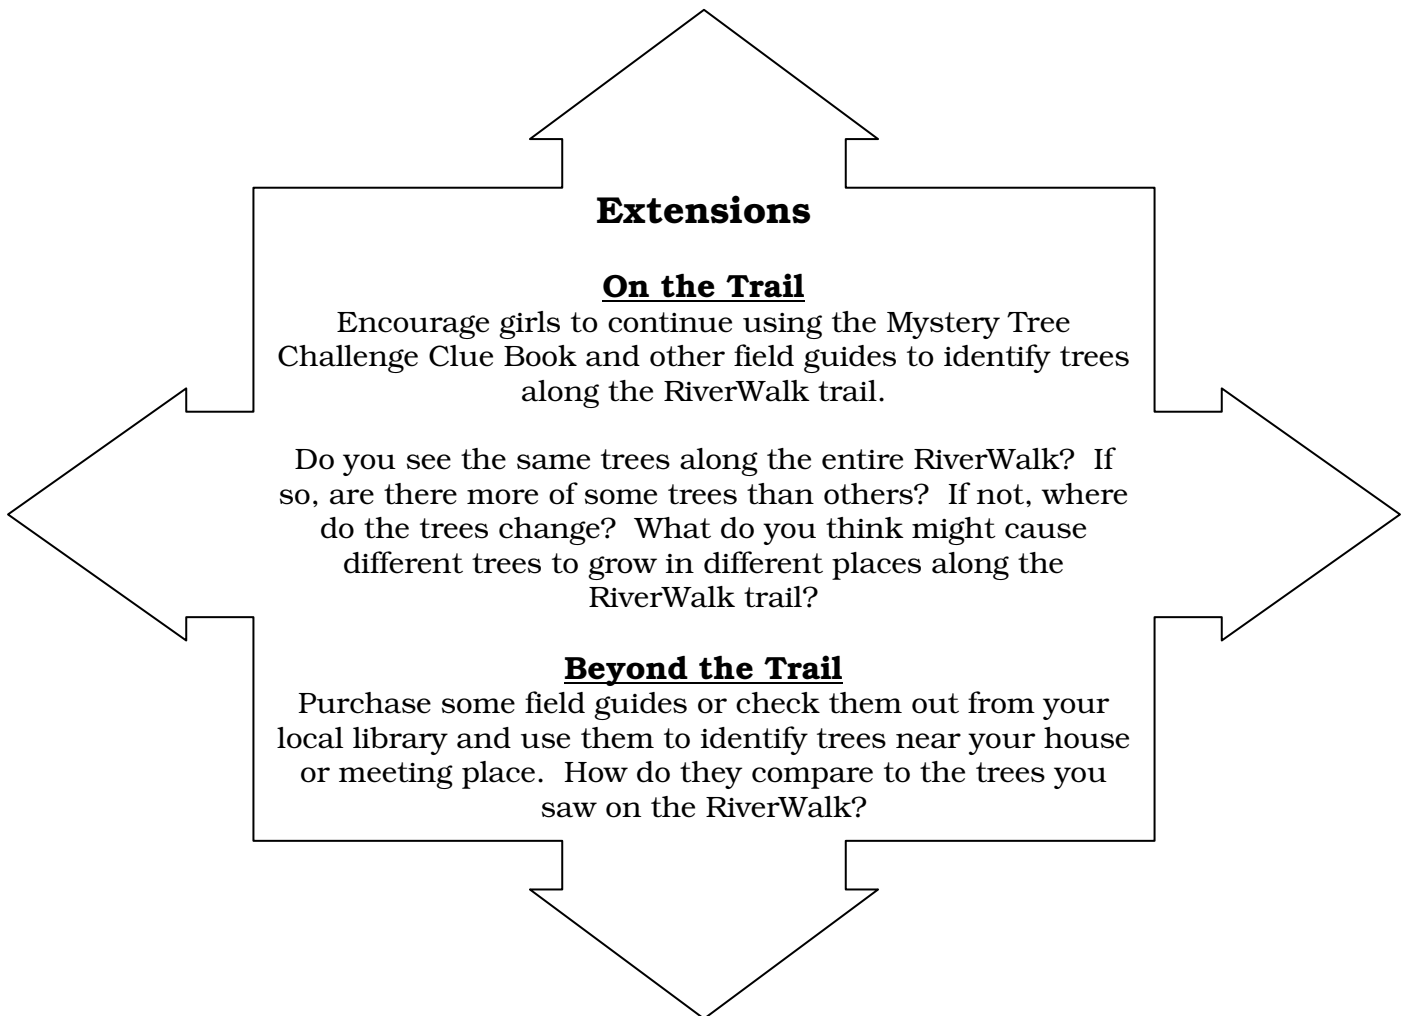 Extensions
On the Trail
Encourage girls to continue using the Mystery Tree
Challenge Clue Book and other field guides to identify trees
along the RiverWalk trail.
Do you see the same trees along the entire RiverWalk?  If
so, are there more of some trees than others?  If not, where
do the trees change?  What do you think might cause
different trees to grow in different places along the
RiverWalk trail?
Beyond the Trail
Purchase some field guides or check them out from your
local library and use them to identify trees near your house
or meeting place.  How do they compare to the trees you
saw on the RiverWalk?